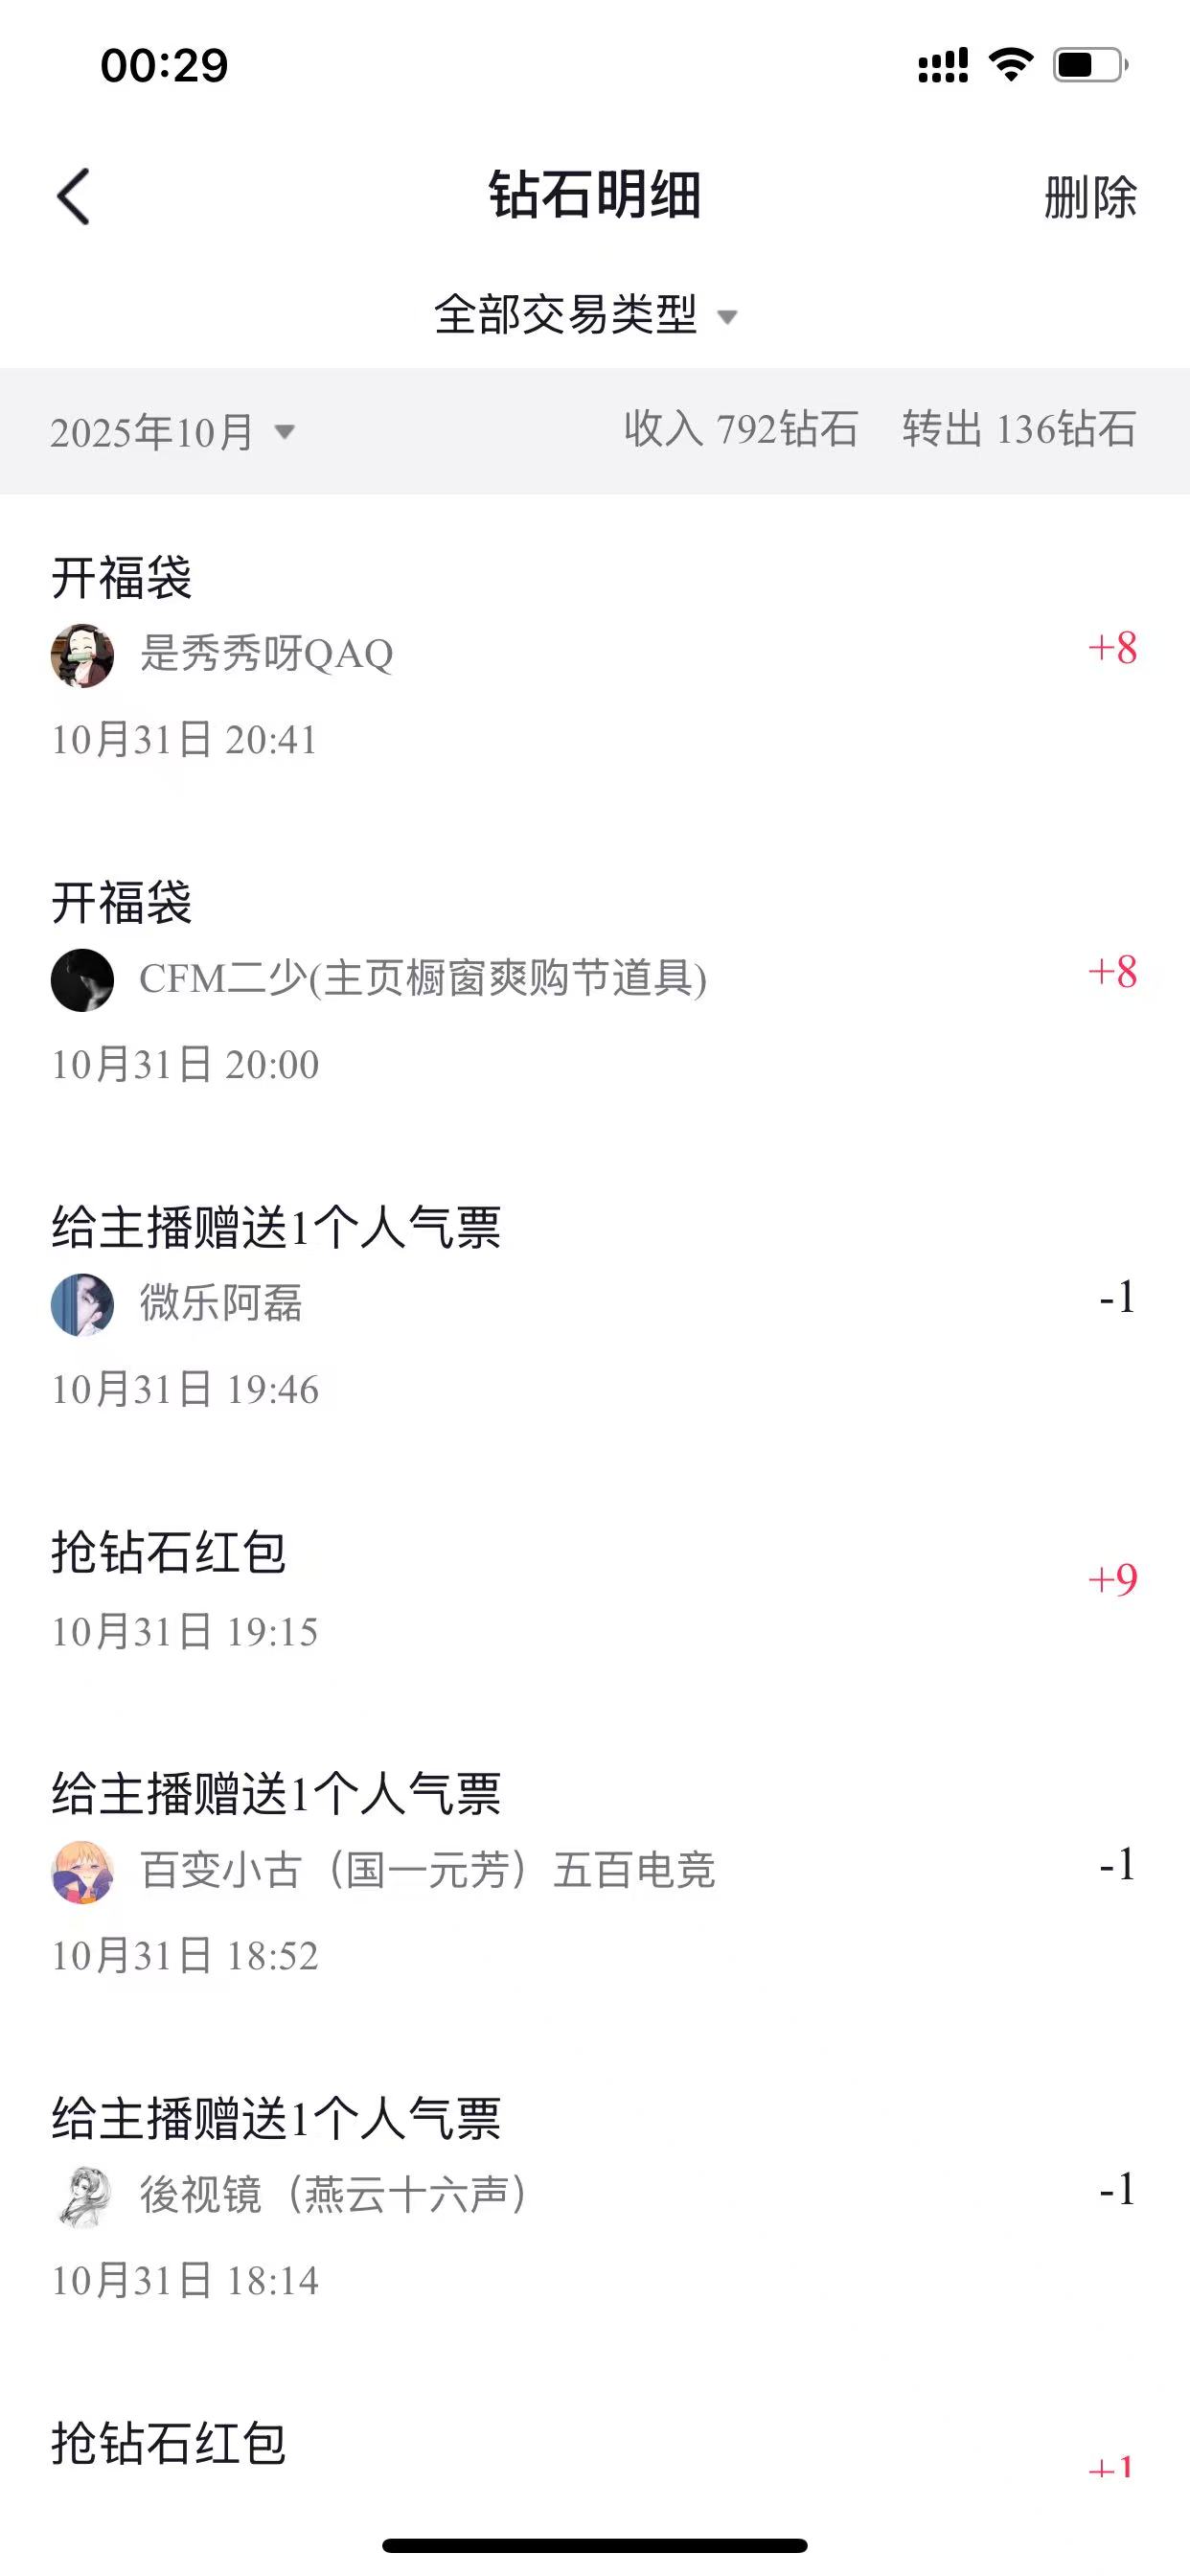 00:29
钻石明细
删除
全部交易类型
2025年10月
收入 792钻石 转出 136钻石
开福袋
是秀秀呀QAQ
+8
10月31日 20:41
开福袋
CFM二少(主页橱窗爽购节道具)
+8
10月31日 20:00
给主播赠送1个人气票
微乐阿磊
-1
10月31日 19:46
抢钻石红包
+9
10月31日 19:15
给主播赠送1个人气票
百变小古（国一元芳）五百电竞
-1
10月31日 18:52
给主播赠送1个人气票
後视镜（燕云十六声）
-1
10月31日 18:14
抢钻石红包
+1